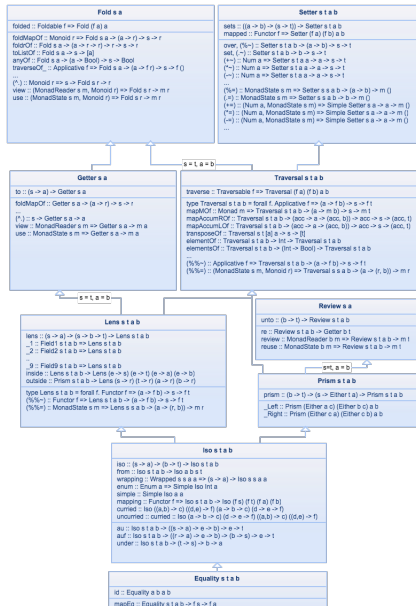 Fold s a
folded :: Foldable f => Fold (f a) a
foldMapOf :: Monoid r => Fold s a -> (a -> r) -> s -> r
foldrOf :: Fold s a -> (a -> r -> r) -> r -> s -> r
toListOf :: Fold s a -> s -> [a]
anyOf :: Fold s a -> (a -> Bool) -> s -> Bool
traverseOf_ :: Applicative f => Fold s a -> (a -> f r) -> s -> f ()
...
(^.) :: Monoid r => s -> Fold s r -> r
view :: (MonadReader s m, Monoid r) => Fold s r -> m r
use :: (MonadState s m, Monoid r) => Fold s r -> m r
Setter s t a b
sets :: ((a -> b) -> (s -> t)) -> Setter s t a b
mapped :: Functor f => Setter (f a) (f b) a b
over, (%~) :: Setter s t a b -> (a -> b) -> s -> t
set, (.~) :: Setter s t a b -> b -> s -> t
(+~) :: Num a => Setter s t a a -> a -> s -> t
(*~) :: Num a => Setter s t a a -> a -> s -> t
(-~) :: Num a => Setter s t a a -> a -> s -> t
...
(%=) :: MonadState s m => Setter s s a b -> (a -> b) -> m ()
(.=) :: MonadState s m => Setter s s a b -> b -> m ()
(+=) :: (Num a, MonadState s m) => Simple Setter s a -> a -> m ()
(*=) :: (Num a, MonadState s m) => Simple Setter s a -> a -> m ()
(-=) :: (Num a, MonadState s m) => Simple Setter s a -> a -> m ()
...
s = t, a = b
Getter s a
to :: (s -> a) -> Getter s a
foldMapOf :: Getter s a -> (a -> r) -> s -> r
...
(^.) :: s -> Getter s a -> a
view :: MonadReader s m => Getter s a -> m a
use :: MonadState s m => Getter s a -> m a
Traversal s t a b
traverse :: Traversable f => Traversal (f a) (f b) a b
type Traversal s t a b = forall f. Applicative f => (a -> f b) -> s -> f t
mapMOf :: Monad m => Traversal s t a b -> (a -> m b) -> s -> m t
mapAccumROf :: Traversal s t a b -> (acc -> a -> (acc, b)) -> acc -> s -> (acc, t)
mapAccumLOf :: Traversal s t a b -> (acc -> a -> (acc, b)) -> acc -> s -> (acc, t)
transposeOf :: Traversal s t [a] a -> s -> [t]
elementOf :: Traversal s t a b -> Int -> Traversal s t a b
elementsOf :: Traversal s t a b -> (Int -> Bool) -> Traversal s t a b
...
(%%~) :: Applicative f => Traversal s t a b -> (a -> f b) -> s -> f t
(%%=) :: (MonadState s m, Monoid r) => Traversal s s a b -> (a -> (r, b)) -> m r
s = t, a = b
Lens s t a b
lens :: (s -> a) -> (s -> b -> t) -> Lens s t a b
_1 :: Field1 s t a b => Lens s t a b
_2 :: Field2 s t a b => Lens s t a b
...
_9 :: Field9 s t a b => Lens s t a b
inside :: Lens s t a b -> Lens (e -> s) (e -> t) (e -> a) (e -> b)
outside :: Prism s t a b -> Lens (s -> r) (t -> r) (a -> r) (b -> r)
type Lens s t a b = forall f. Functor f => (a -> f b) -> s -> f t
(%%~) :: Functor f => Lens s t a b -> (a -> f b) -> s -> f t
(%%=) :: MonadState s m => Lens s s a b -> (a -> (r, b)) -> m r
Review s a
unto :: (b -> t) -> Review s t a b
re :: Review s t a b -> Getter b t
review :: MonadReader b m => Review s t a b -> m t
reuse :: MonadState b m => Review s t a b -> m t
s=t, a = b
Prism s t a b
prism :: (b -> t) -> (s -> Either t a) -> Prism s t a b
_Left :: Prism (Either a c) (Either b c) a b
_Right :: Prism (Either c a) (Either c b) a b
Iso s t a b
iso :: (s -> a) -> (b -> t) -> Iso s t a b
from :: Iso s t a b -> Iso b a t s
wrapping :: Wrapped s s a a => (s -> a) -> Iso s s a a
enum :: Enum a => Simple Iso Int a
simple :: Simple Iso a a
mapping :: Functor f => Iso s t a b -> Iso (f s) (f t) (f a) (f b)
curried :: Iso ((a,b) -> c) ((d,e) -> f) (a -> b -> c) (d -> e -> f)
uncurried :: Iso (a -> b -> c) (d -> e -> f) ((a,b) -> c) ((d,e) -> f)
au :: Iso s t a b -> ((s -> a) -> e -> b) -> e -> t
auf :: Iso s t a b -> ((r -> a) -> e -> b) -> (b -> s) -> e -> t
under :: Iso s t a b -> (t -> s) -> b -> a
Equality s t a b
id :: Equality a b a b
mapEq :: Equality s t a b -> f s -> f a